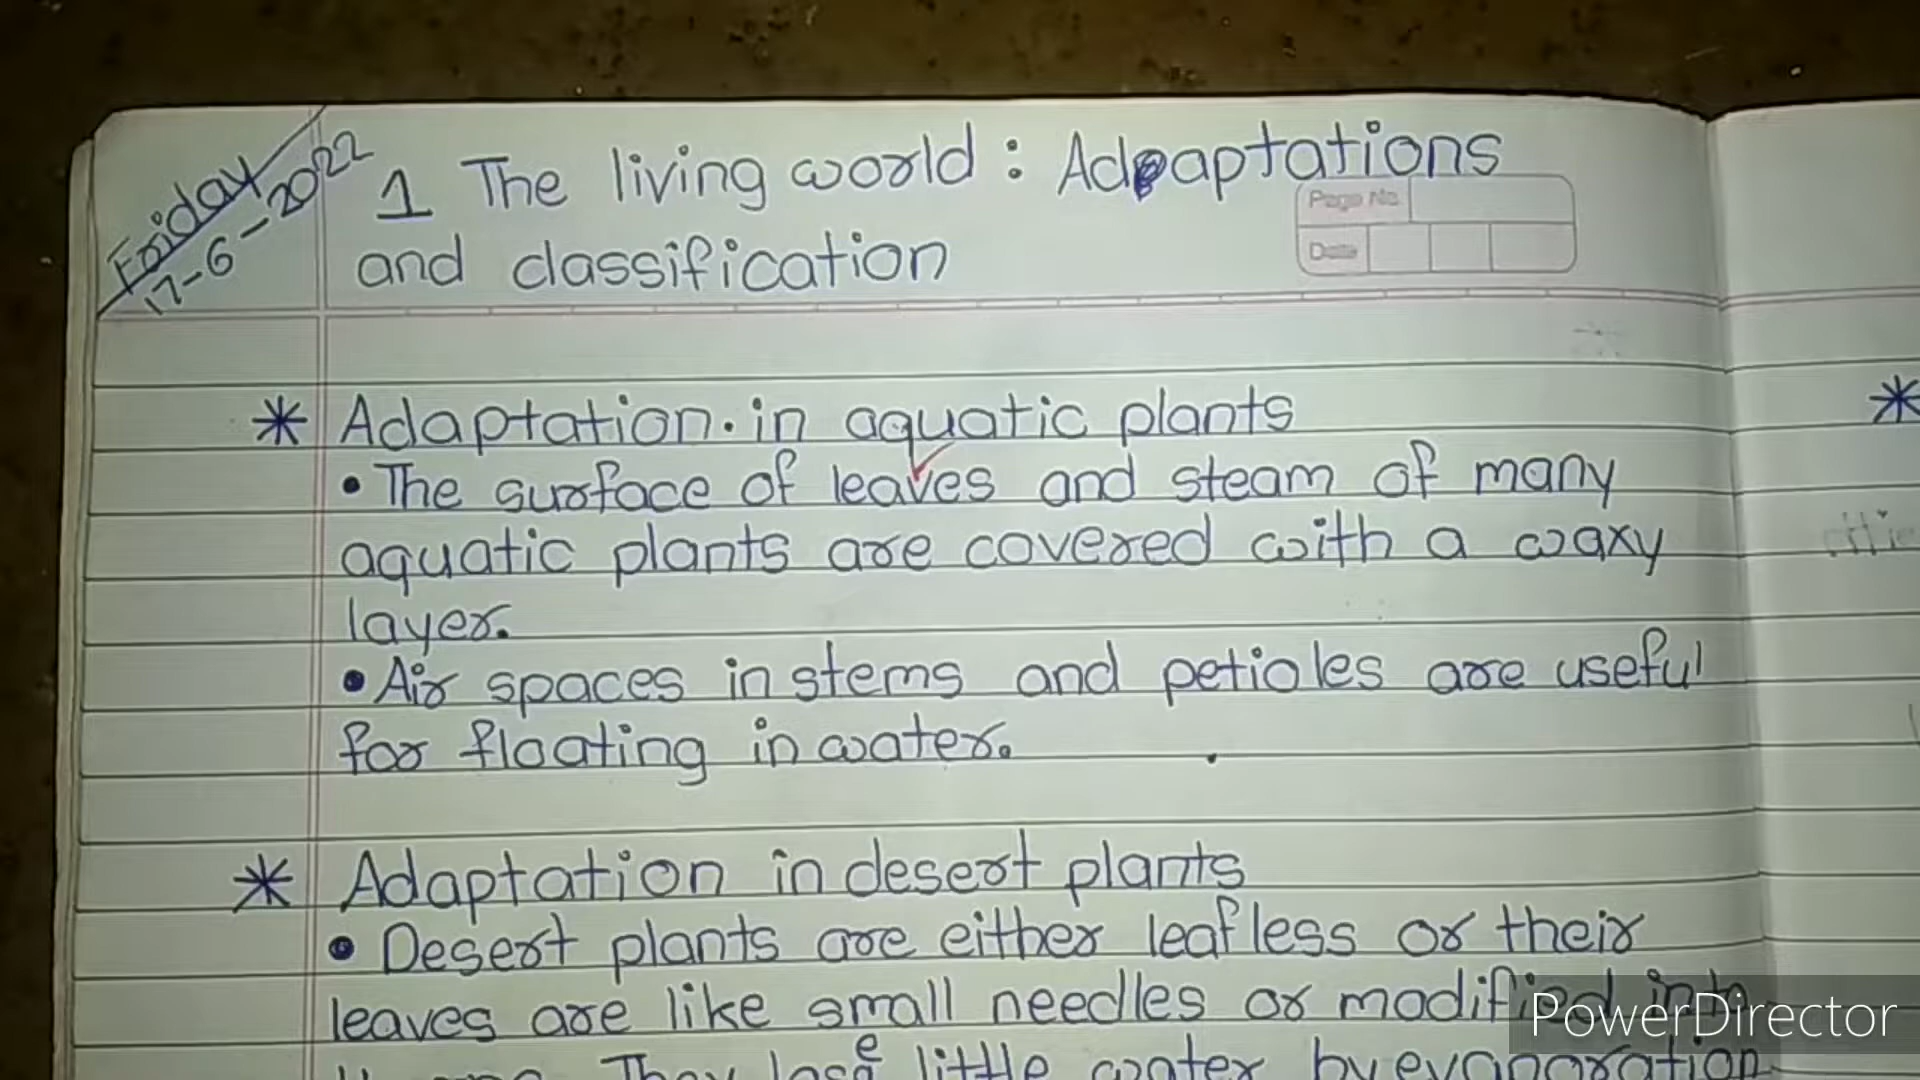 Friday
17-6-2022
1 The living world : Adaptations
and classification
Page No.
Date
* Adaptation. in aquatic plants
• The surface of leaves and steam of many
aquatic plants are covered with a waxy
layer.
• Air spaces in stems and petioles are useful
for floating in water.
* Adaptation in desert plants
• Desert plants are either leafless or their
leaves are like small needles or modified into
They lose little water by evaporation
*
PowerDirector